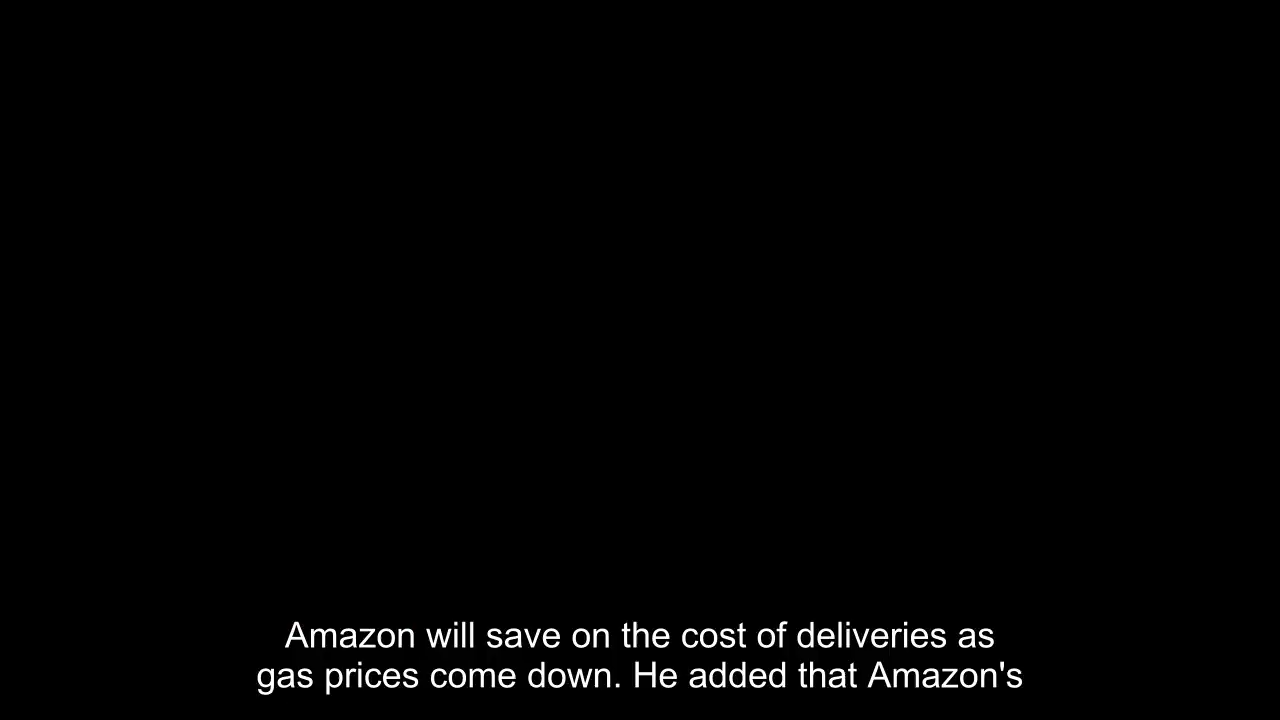 Amazon will save on the cost of deliveries as
gas prices come down. He added that Amazon's